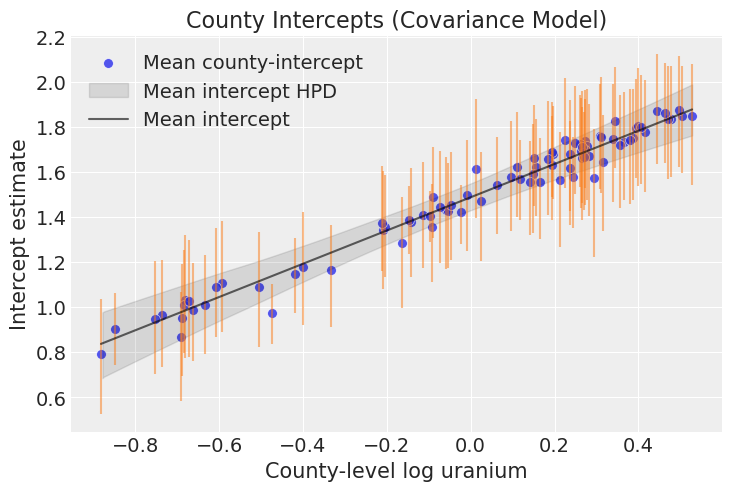 County Intercepts (Covariance Model)
Mean county-intercept
Mean intercept HPD
Mean intercept
Intercept estimate
2.2
2.0
1.8
1.6
1.4
1.2
1.0
0.8
0.6
−0.8
−0.6
−0.4
−0.2
0.0
0.2
0.4
County-level log uranium